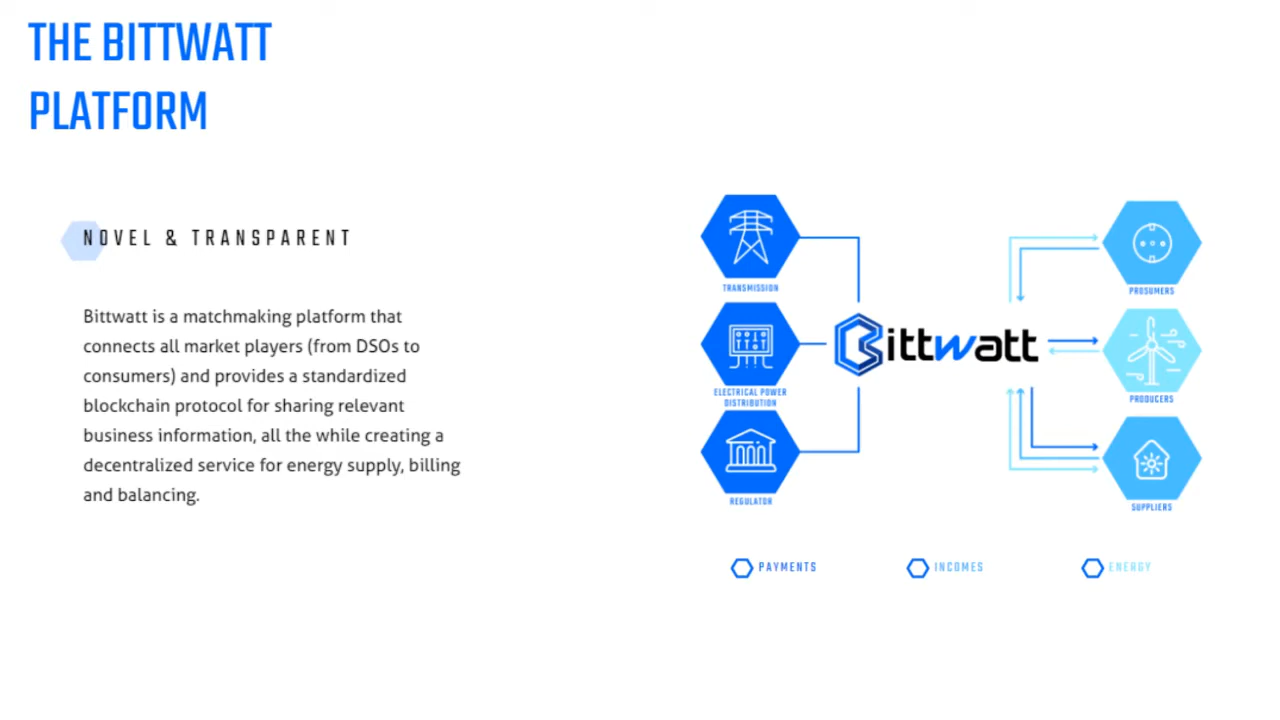 THE BITTWATT
PLATFORM
NOVEL & TRANSPARENT
Bittwatt is a matchmaking platform that
connects all market players (from DSOs to
consumers) and provides a standardized
blockchain protocol for sharing relevant
business information, all the while creating a
decentralized service for energy supply, billing
and balancing.
TRANSMISSION
ELECTRICAL POWER
DISTRIBUTION
REGULATOR
Bittwatt
PROSUMERS
PRODUCERS
SUPPLIERS
PAYMENTS
INCOMES
ENERGY